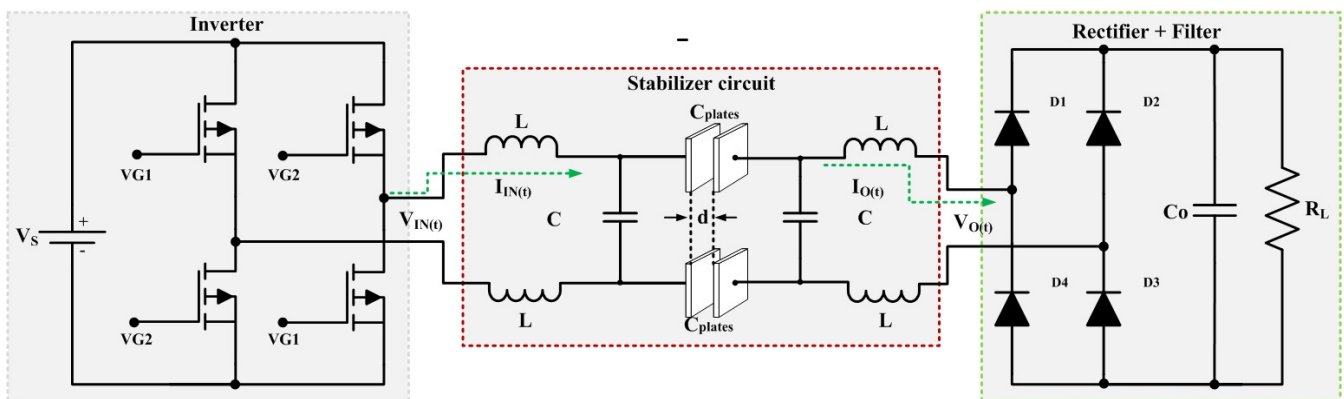 Inverter
Rectifier + Filter
Stabilizer circuit
-
VG1
VG2
VG2
VG1
VS
+
-
VIN(t)
L
IIN(t)
C
L
Cplates
d
Cplates
L
IO(t)
C
L
VO(t)
D1
D2
D4
D3
Co
RL